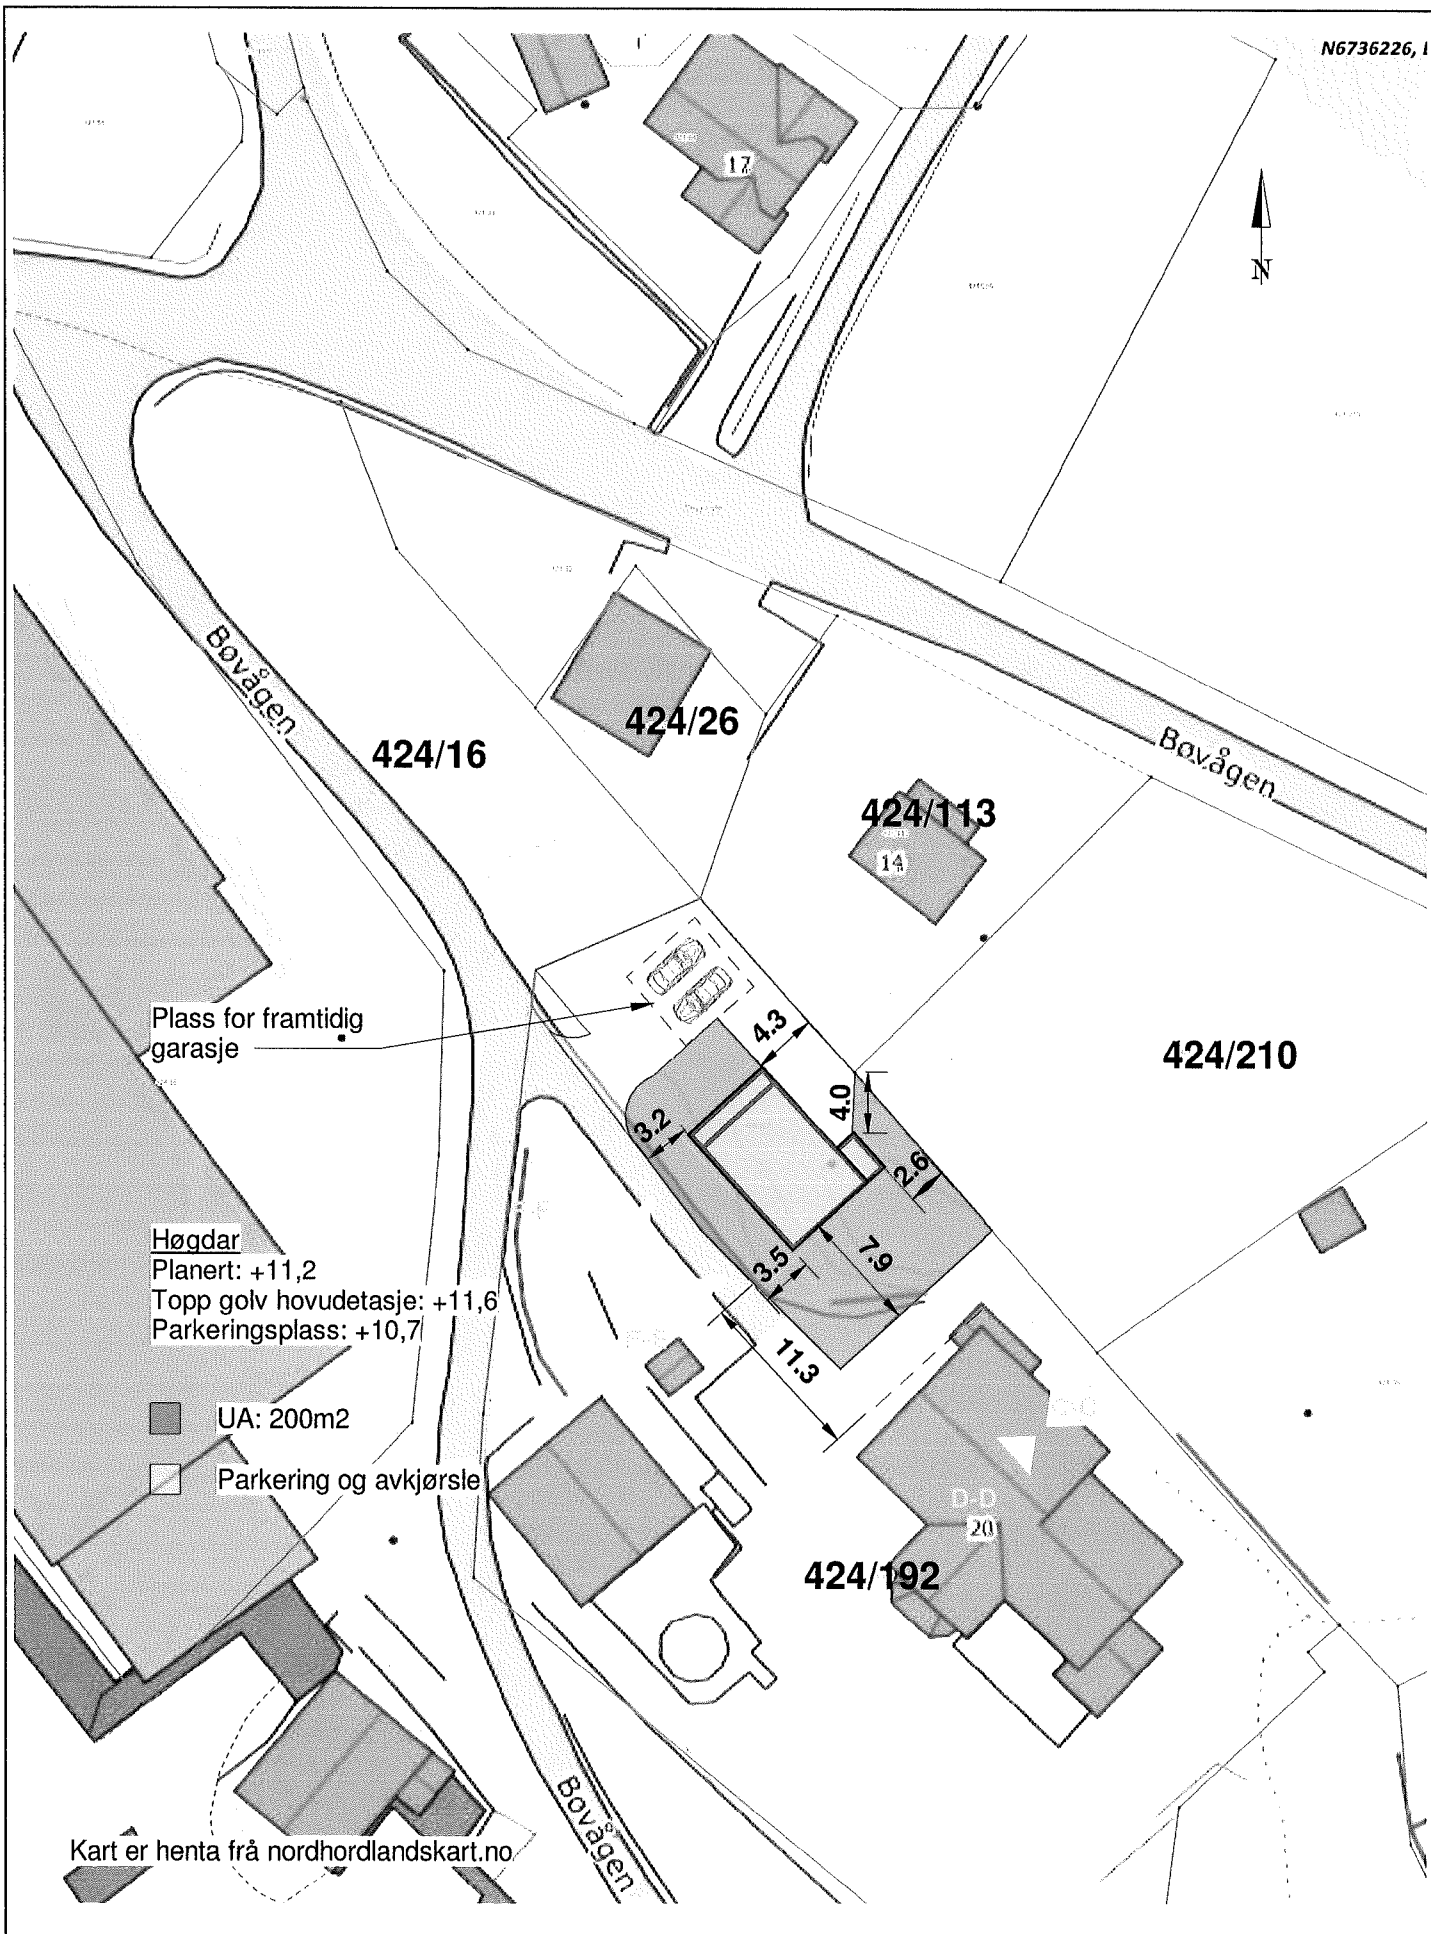 N6736226,
17
N
Bøvågen
424/26
424/16
Bøvågen
424/113
14
Plass for framtidig
garasje
4.3
424/210
4.0
3.2
2.6
Høgdar
Planert: +11,2
Topp golv hovudetasje: +11,6
Parkeringsplass: +10,7
7.9
3.5
11.3
UA: 200m2
Parkering og avkjørsle
D-D
20
424/192
Bøvågen
Kart er henta frå nordhordlandskart.no